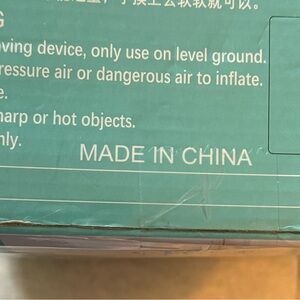 G
ving device, only use on level ground.
ressure air or dangerous air to inflate.
e.
harp or hot objects.
nly.
MADE IN CHINA